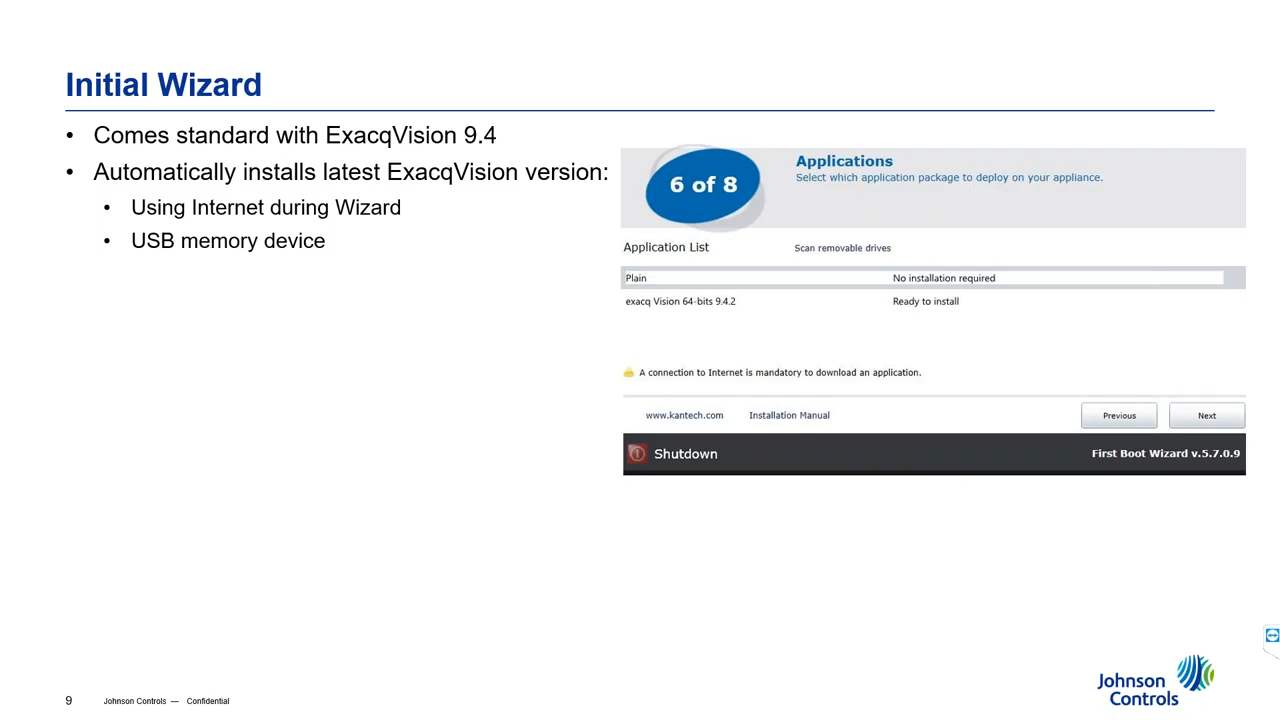 Initial Wizard
• Comes standard with ExacqVision 9.4
• Automatically installs latest ExacqVision version:
• Using Internet during Wizard
• USB memory device
6 of 8
Applications
Select which application package to deploy on your appliance.
Application List
Scan removable drives
Plain No installation required
exacq Vision 64-bits 9.4.2 Ready to install
A connection to Internet is mandatory to download an application.
www.kantech.com Installation Manual Previous Next
Shutdown First Boot Wizard v.5.7.0.9
Johnson
Controls
9 Johnson Controls — Confidential